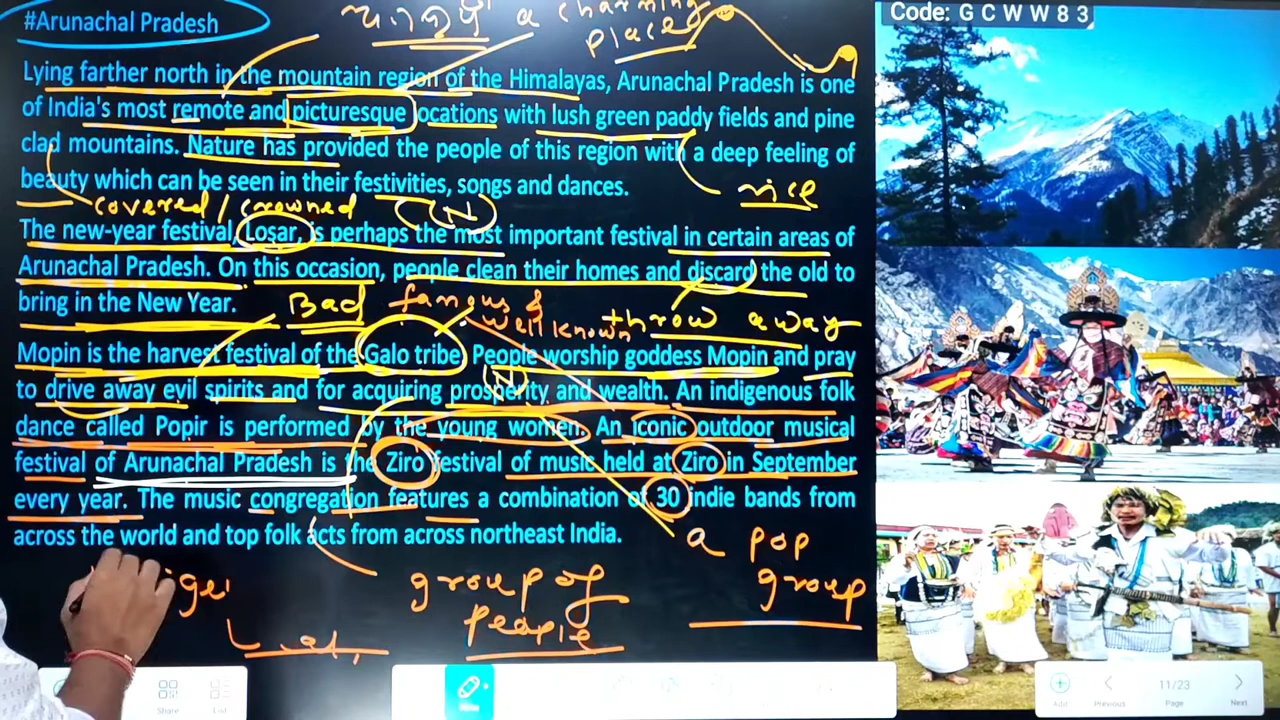 #Arunachal Pradesh
a charming
place
Code: G C W W 8 3
Lying farther north in the mountain region of the Himalayas, Arunachal Pradesh is one
of India's most remote and picturesque locations with lush green paddy fields and pine
clad mountains. Nature has provided the people of this region with a deep feeling of
beauty which can be seen in their festivities, songs and dances.
rice
covered/ crowned (N)
The new-year festival, Losar, is perhaps the most important festival in certain areas of
Arunachal Pradesh. On this occasion, people clean their homes and discard the old to
bring in the New Year.
Bad famous &
well known throw away
Mopin is the harvest festival of the Galo tribe. People worship goddess Mopin and pray
to drive away evil spirits and for acquiring prosperity and wealth. An indigenous folk
(N)
dance called Popir is performed by the young women. An iconic outdoor musical
festival of Arunachal Pradesh is the Ziro festival of music held at Ziro in September
every year. The music congregation features a combination of 30 indie bands from
across the world and top folk acts from across northeast India.
a pop
group
group of
people
Share
List
Add
Previous
11/23
Page
Next